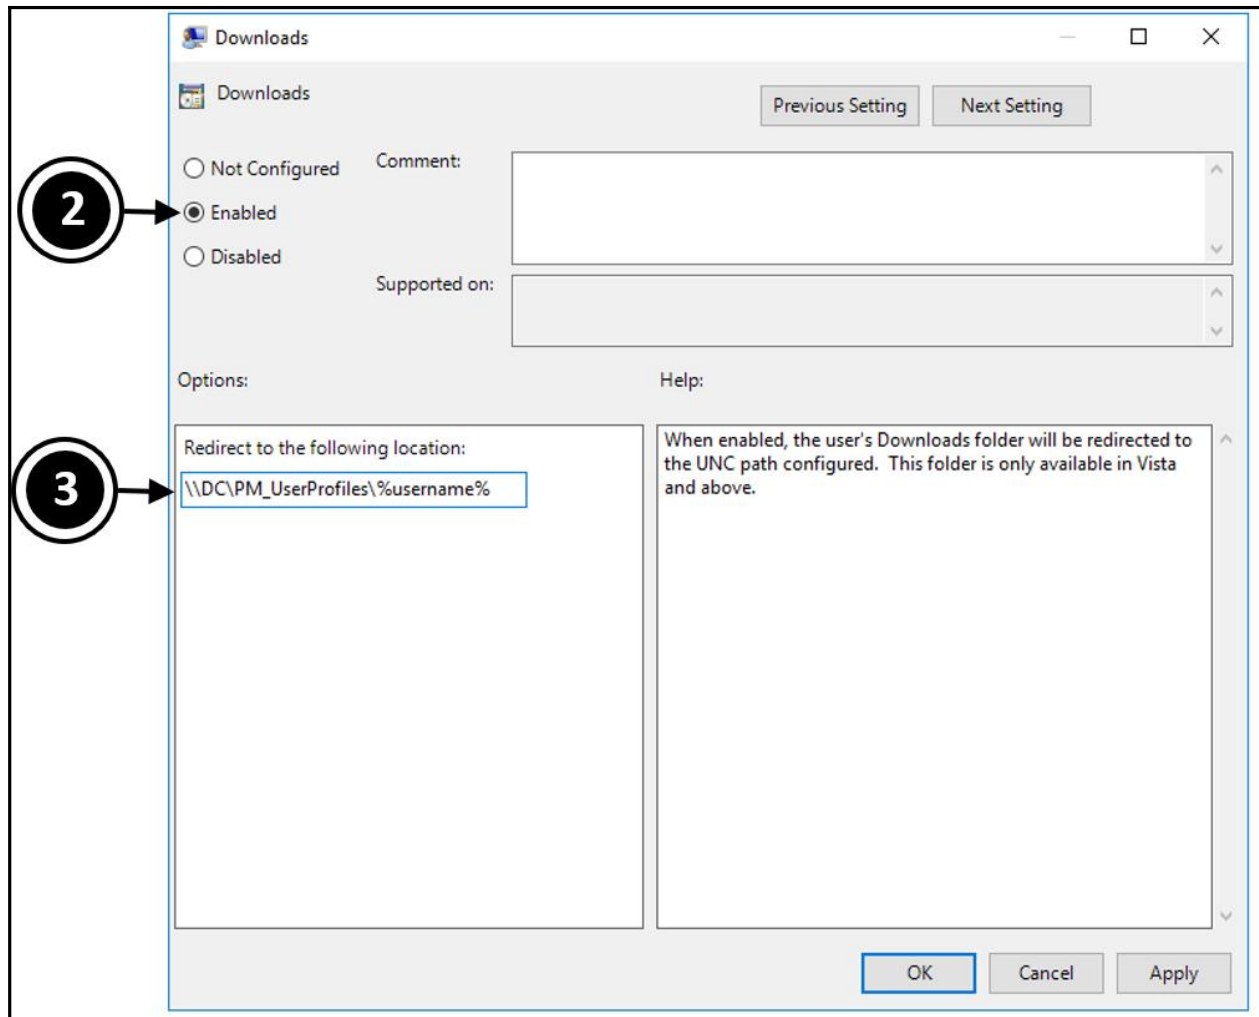 Downloads
Downloads
Previous Setting
Next Setting
Not Configured
Comment:
2
Enabled
Disabled
Supported on:
Options:
Help:
3
Redirect to the following location:
\\DC\PM_UserProfiles\%username%
When enabled, the user's Downloads folder will be redirected to
the UNC path configured.  This folder is only available in Vista
and above.
OK
Cancel
Apply